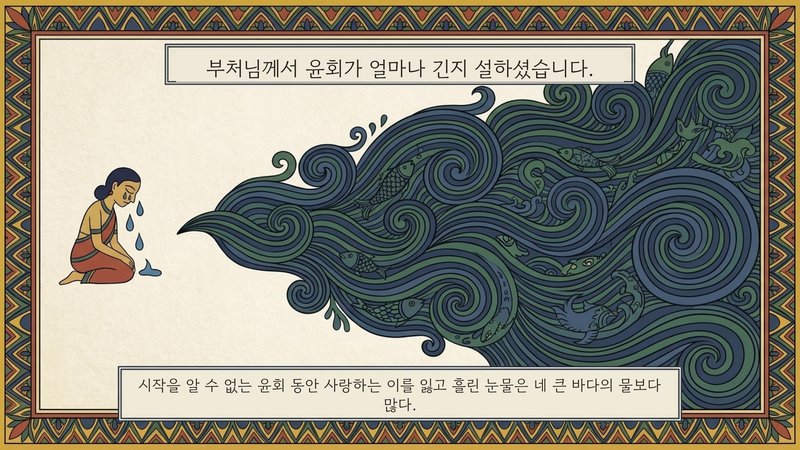 부처님께서 윤회가 얼마나 긴지 설하셨습니다.
시작을 알 수 없는 윤회 동안 사랑하는 이를 잃고 흘린 눈물은 네 큰 바다의 물보다
많다.